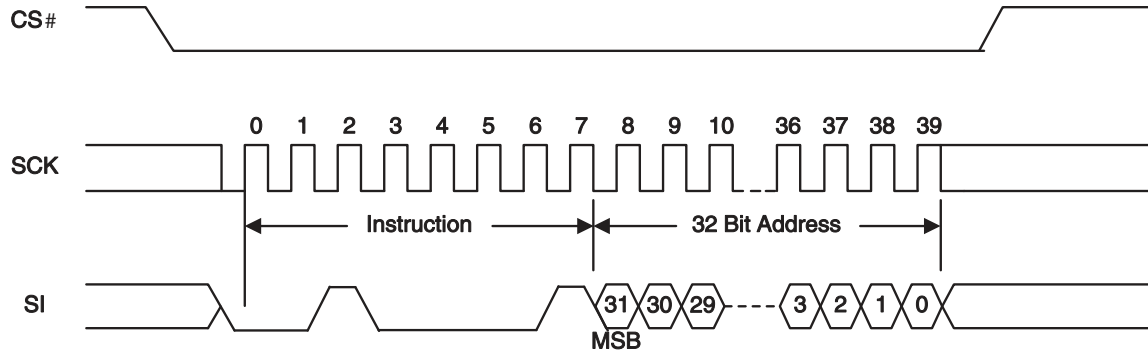 CS#
0 1 2 3 4 5 6 7 8 9 10 36 37 38 39
SCK
Instruction 32 Bit Address
SI 31 30 29 3 2 1 0
MSB